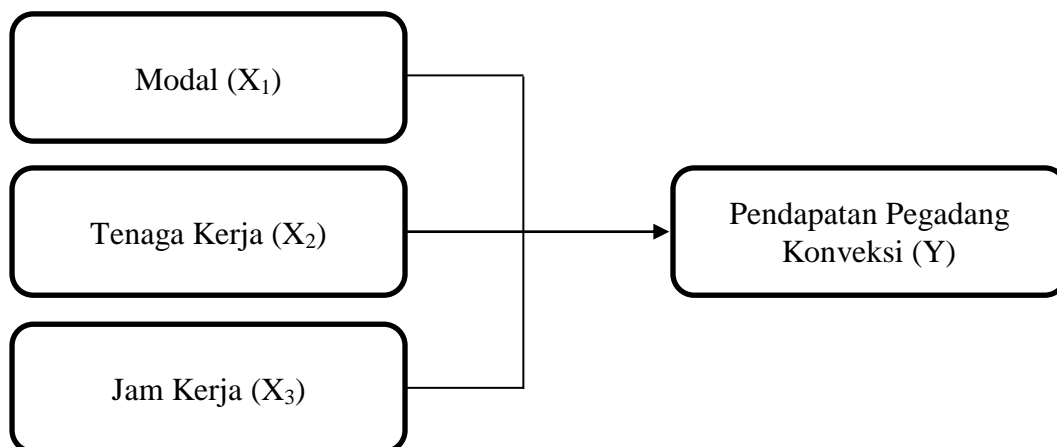 Modal (X₁)
Tenaga Kerja (X₂)
Pendapatan Pegadang
Konveksi (Y)
Jam Kerja (X₃)